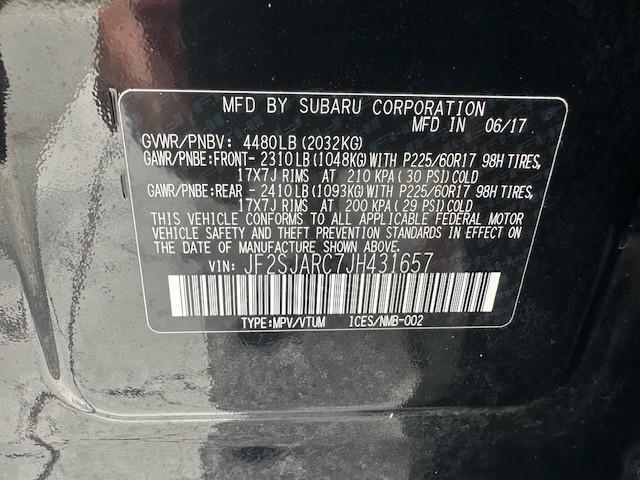 MFD BY SUBARU CORPORATION
MFD IN 06/17
GVWR/PNBV: 4480LB(2032KG)
GAWR/PNBE:FRONT- 2310LB(1048KG)WITH P225/60R17 98H TIRES,
17X7J RIMS AT 210 KPA( 30 PSI)COLD
GAWR/PNBE:REAR - 2410LB(1093KG)WITH P225/60R17 98H TIRES,
17X7J RIMS AT 200 KPA( 29 PSI)COLD
THIS VEHICLE CONFORMS TO ALL APPLICABLE FEDERAL MOTOR
VEHICLE SAFETY AND THEFT PREVENTION STANDARDS IN EFFECT ON
THE DATE OF MANUFACTURE SHOWN ABOVE.
VIN: JF2SJARC7JH431657
TYPE:MPV/VTUM ICES/NMB-002